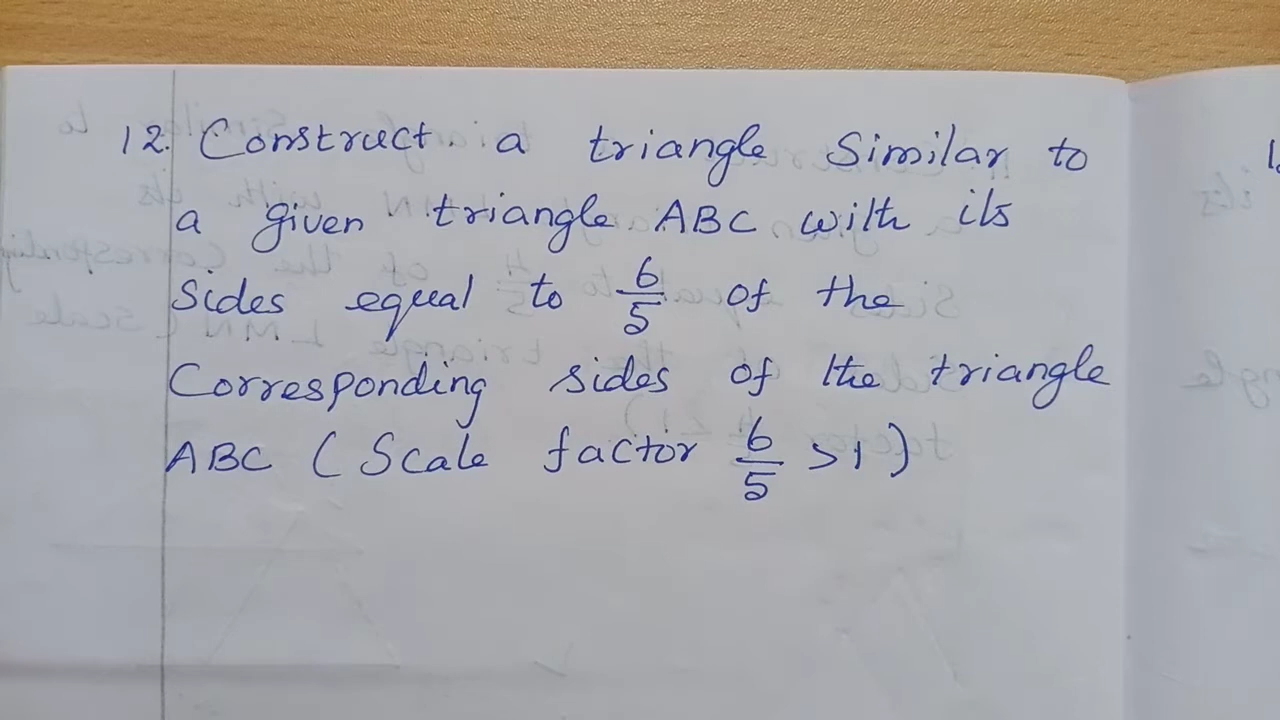 12. Construct a triangle Similar to
a given triangle ABC with its
Sides equal to 6/5 of the
Corresponding sides of the triangle
ABC ( Scale factor 6/5 > 1 )